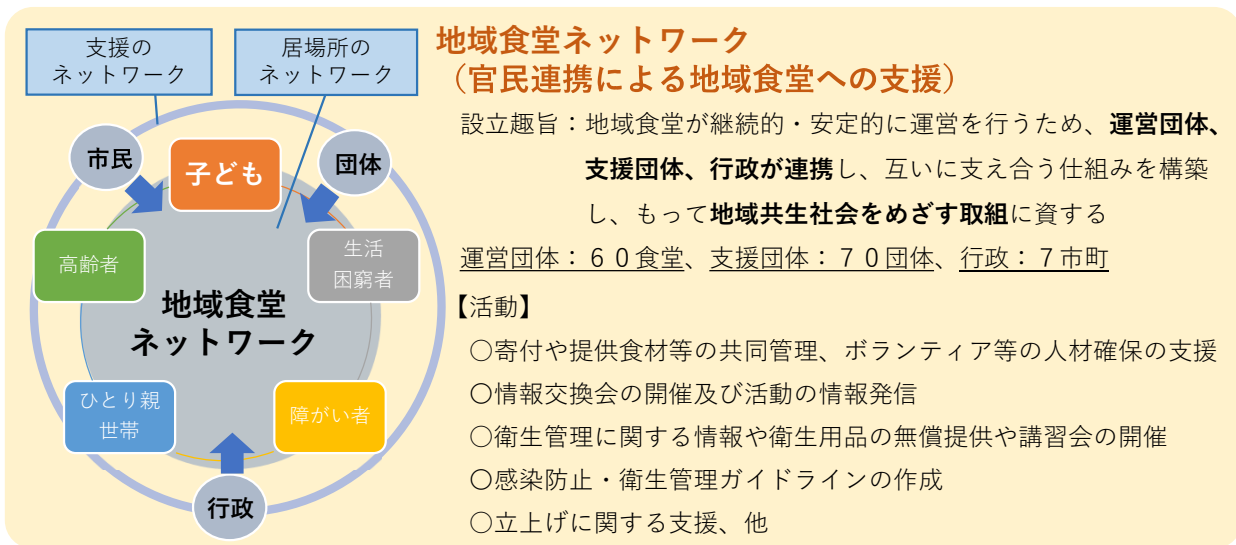 支援の
ネットワーク
居場所の
ネットワーク
市民
子ども
団体
高齢者
生活
困窮者
地域食堂
ネットワーク
ひとり親
世帯
障がい者
行政
地域食堂ネットワーク
（官民連携による地域食堂への支援）
設立趣旨：地域食堂が継続的・安定的に運営を行うため、運営団体、
支援団体、行政が連携し、互いに支え合う仕組みを構築
し、もって地域共生社会をめざす取組に資する
運営団体：６０食堂、支援団体：７０団体、行政：７市町
【活動】
○寄付や提供食材等の共同管理、ボランティア等の人材確保の支援
○情報交換会の開催及び活動の情報発信
○衛生管理に関する情報や衛生用品の無償提供や講習会の開催
○感染防止・衛生管理ガイドラインの作成
○立上げに関する支援、他